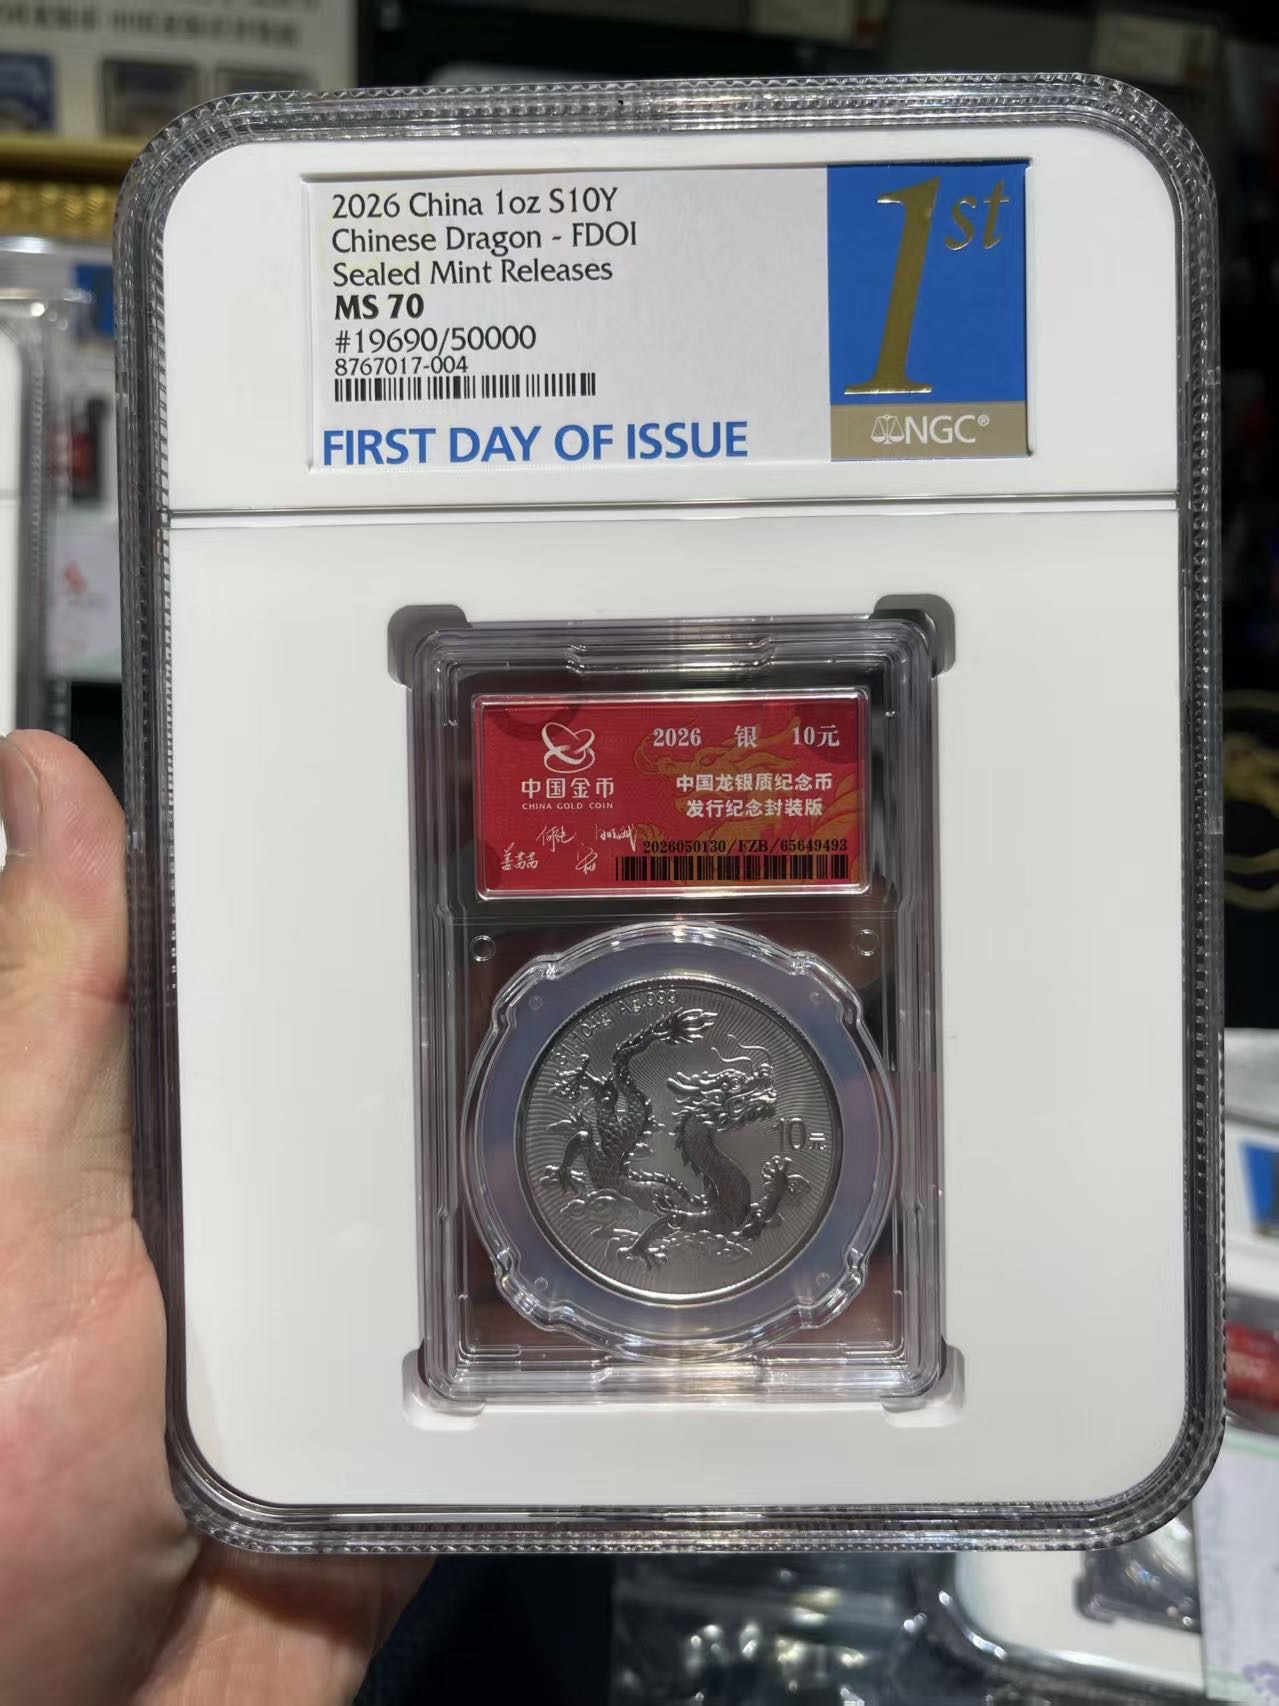 2026 China 1oz S10Y
Chinese Dragon - FDOI
Sealed Mint Releases
MS 70
#19690/50000
8767017-004
FIRST DAY OF ISSUE
1st
NGC®
中国金币
CHINA GOLD COIN
2026 银 10元
中国龙银质纪念币
发行纪念封装版
2026050130/FZB/65649493
Ag.999
10元